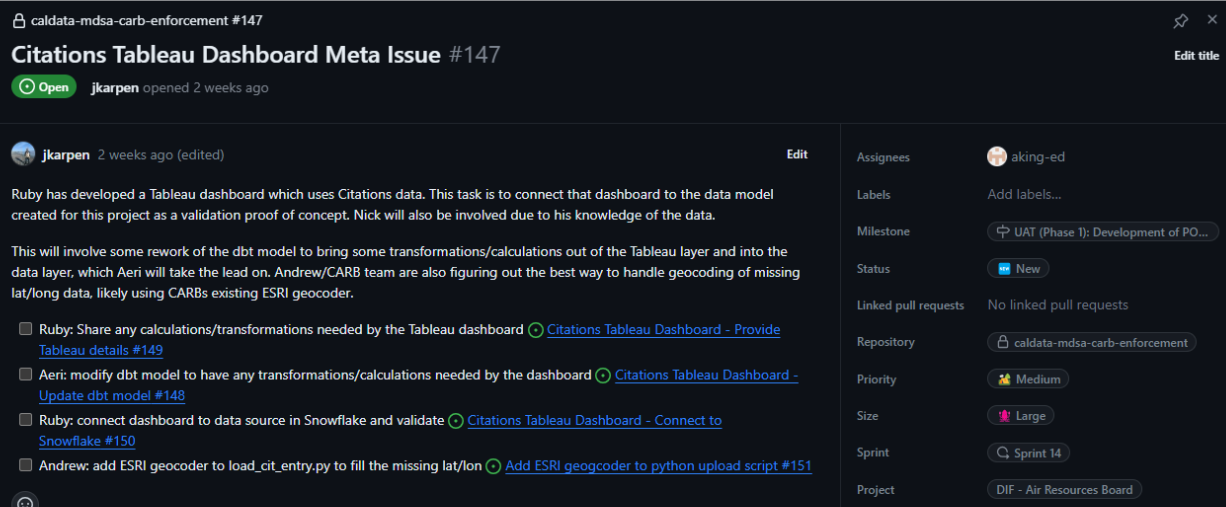 caldata-mdsa-carb-enforcement #147
Citations Tableau Dashboard Meta Issue #147
Edit title
Open
jkarpen opened 2 weeks ago
jkarpen 2 weeks ago (edited)
Edit
Ruby has developed a Tableau dashboard which uses Citations data. This task is to connect that dashboard to the data model
created for this project as a validation proof of concept. Nick will also be involved due to his knowledge of the data.
This will involve some rework of the dbt model to bring some transformations/calculations out of the Tableau layer and into the
data layer, which Aeri will take the lead on. Andrew/CARB team are also figuring out the best way to handle geocoding of missing
lat/long data, likely using CARBs existing ESRI geocoder.
Ruby: Share any calculations/transformations needed by the Tableau dashboard Citations Tableau Dashboard - Provide
Tableau details #149
Aeri: modify dbt model to have any transformations/calculations needed by the dashboard Citations Tableau Dashboard -
Update dbt model #148
Ruby: connect dashboard to data source in Snowflake and validate Citations Tableau Dashboard - Connect to
Snowflake #150
Andrew: add ESRI geocoder to load_cit_entry.py to fill the missing lat/lon Add ESRI geogcoder to python upload script #151
Assignees
aking-ed
Labels
Add labels...
Milestone
UAT (Phase 1): Development of PO...
Status
New
Linked pull requests
No linked pull requests
Repository
caldata-mdsa-carb-enforcement
Priority
Medium
Size
Large
Sprint
Sprint 14
Project
DIF - Air Resources Board